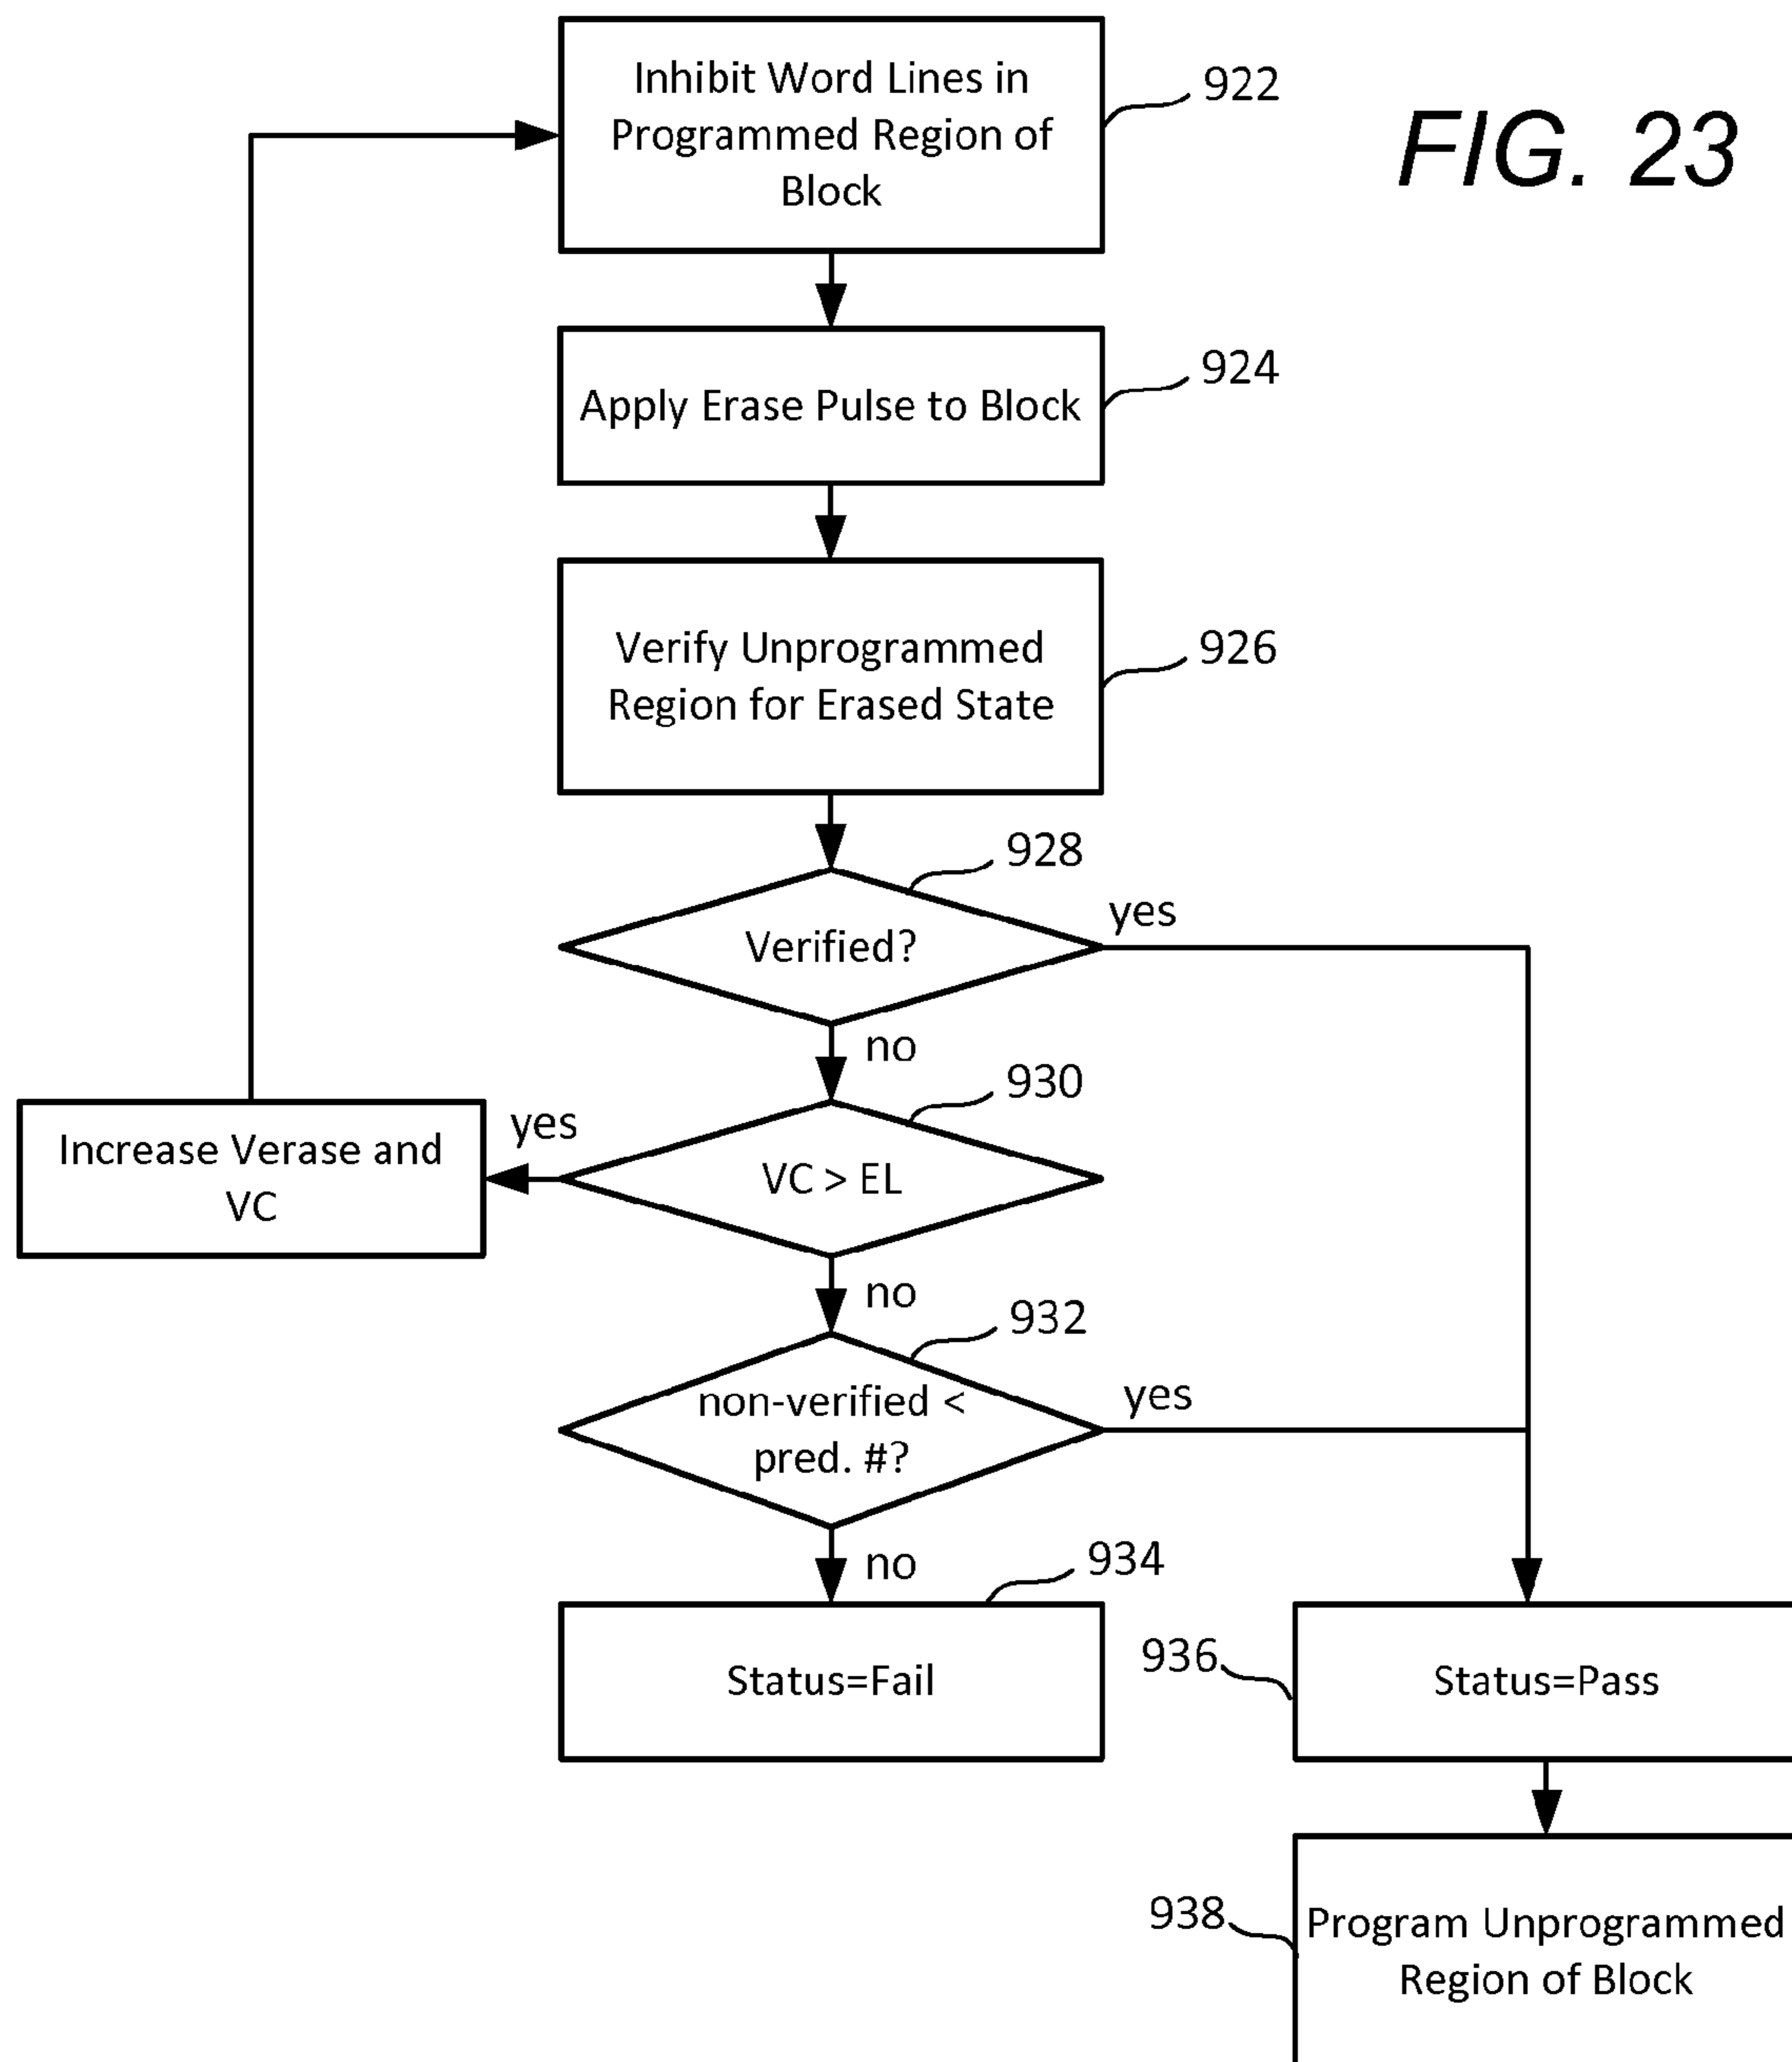 Inhibit Word Lines in
Programmed Region of
Block
922
FIG. 23
Apply Erase Pulse to Block
924
Verify Unprogrammed
Region for Erased State
926
928
Verified?
yes
no
930
Increase Verase and
VC
yes
VC > EL
no
932
non-verified <
pred. #?
yes
no
934
Status=Fail
936
Status=Pass
938
Program Unprogrammed
Region of Block